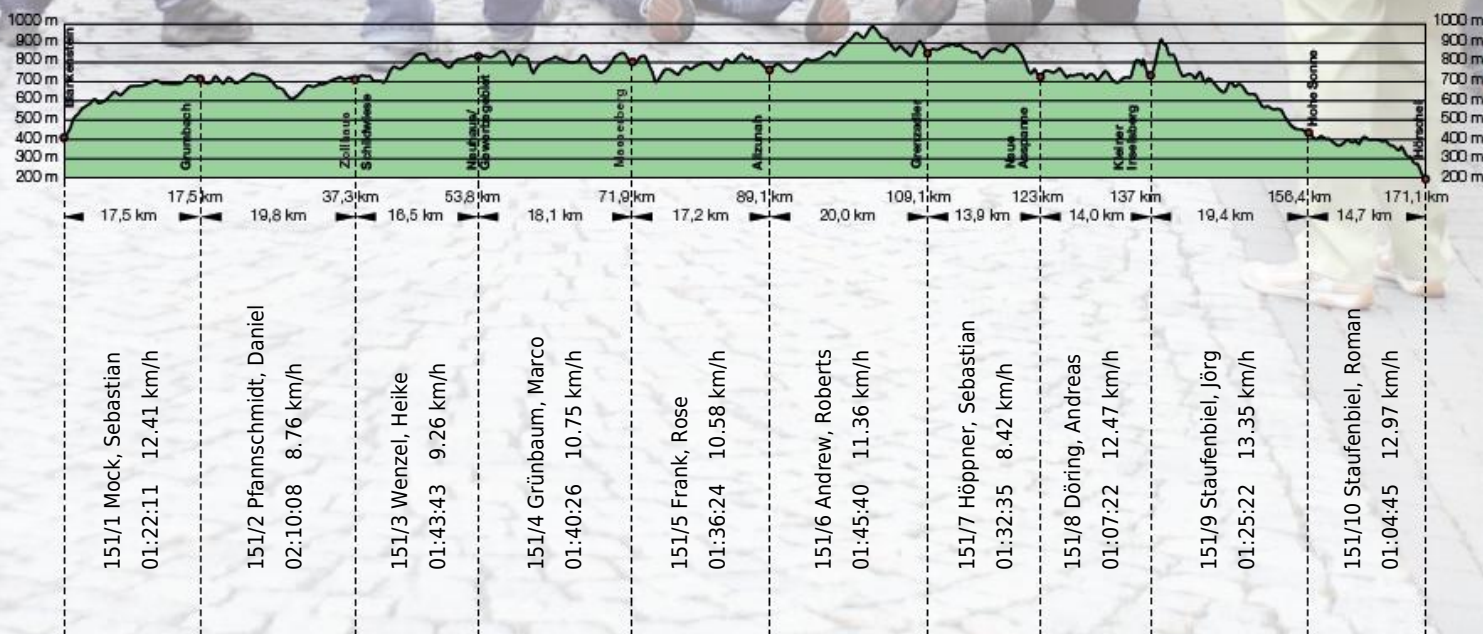 1000 m 1000 m
900 m 900 m
800 m 800 m
700 m 700 m
600 m 600 m
500 m 500 m
400 m 400 m
300 m 300 m
200 m 200 m
Blankenstein
Grumbach
Schildwiese
Neuhaus/
Masserberg
Allzunah
Grenzadler
Neue
Ausspanne
Kleiner
Inselsberg
Hohe Sonne
Hörschel
17,5 km 37,3 km 53,8 km 71,9 km 89,1 km 109,1 km 123 km 137 km 156,4 km 171,1 km
17,5 km 19,8 km 16,5 km 18,1 km 17,2 km 20,0 km 13,9 km 14,0 km 19,4 km 14,7 km
151/1 Mock, Sebastian
01:22:11 12.41 km/h
151/2 Pfannschmidt, Daniel
02:10:08 8.76 km/h
151/3 Wenzel, Heike
01:43:43 9.26 km/h
151/4 Grünbaum, Marco
01:40:26 10.75 km/h
151/5 Frank, Rose
01:36:24 10.58 km/h
151/6 Andrew, Roberts
01:45:40 11.36 km/h
151/7 Höppner, Sebastian
01:32:35 8.42 km/h
151/8 Döring, Andreas
01:07:22 12.47 km/h
151/9 Staufenbiel, Jörg
01:25:22 13.35 km/h
151/10 Staufenbiel, Roman
01:04:45 12.97 km/h